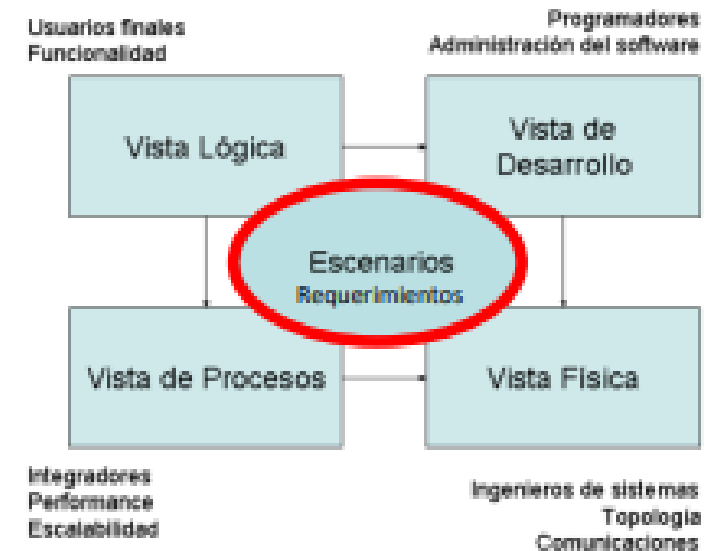 Usuarios finales
Funcionalidad
Programadores
Administración del software
Vista Lógica
Vista de
Desarrollo
Escenarios
Requerimientos
Vista de Procesos
Vista Física
Integradores
Performance
Escalabilidad
Ingenieros de sistemas
Topología
Comunicaciones